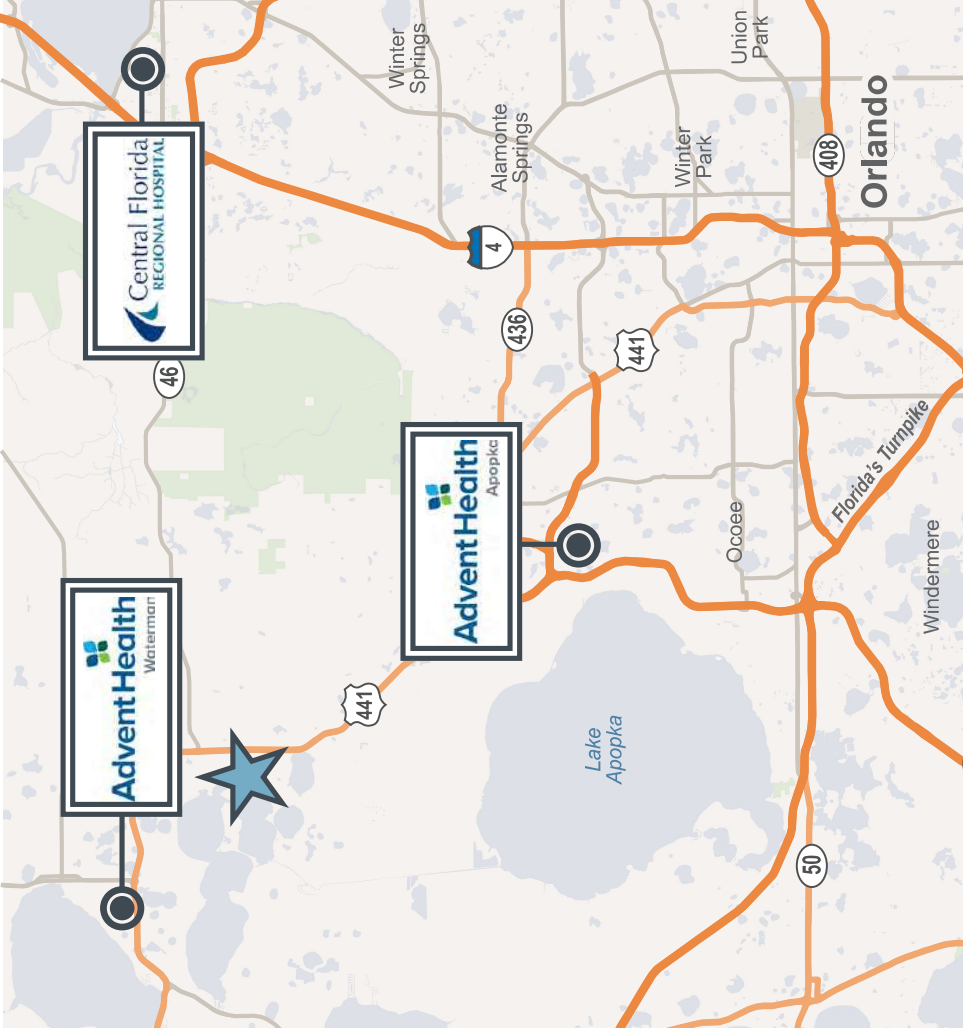 AdventHealth
Waterman
Central Florida
REGIONAL HOSPITAL
46
441
Winter
Springs
AdventHealth
Apopka
4
Alamonte
Springs
436
Lake
Apopka
441
Winter
Park
Ocoee
Union
Park
50
408
Florida's Turnpike
Orlando
Windermere